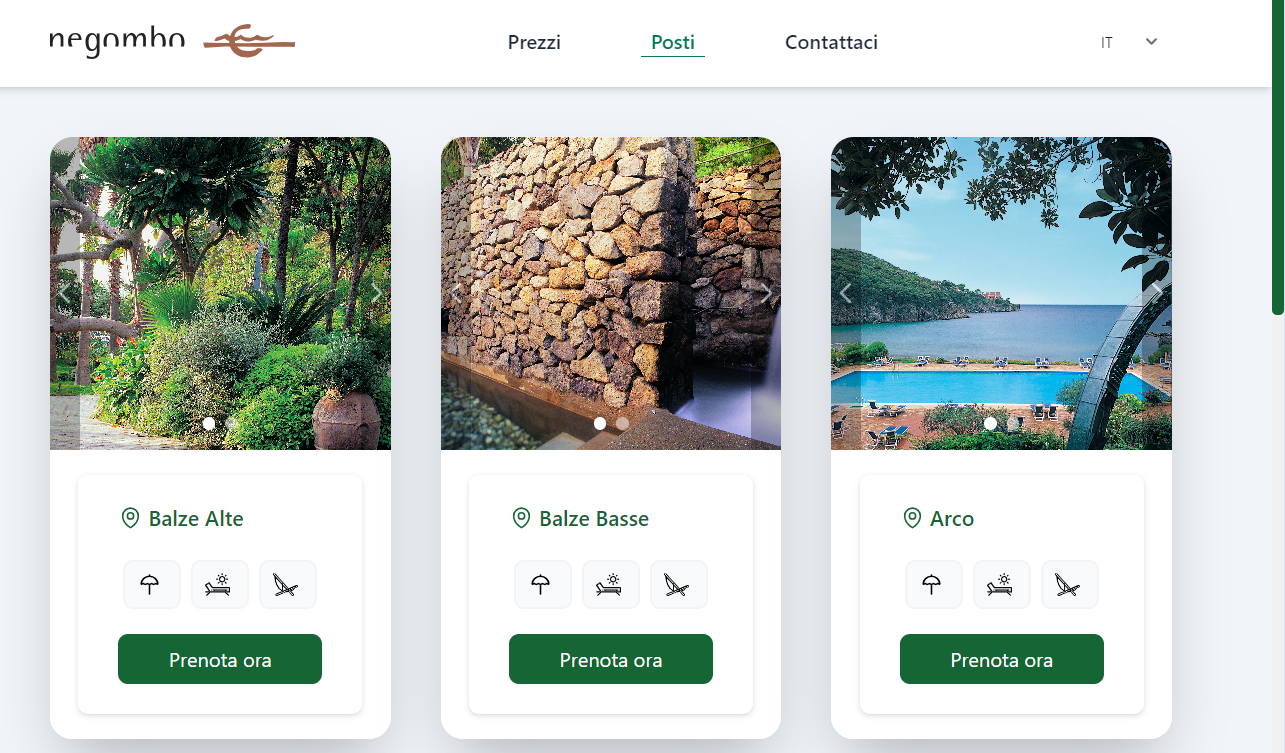 negombo
Prezzi
Posti
Contattaci
IT
Balze Alte
Balze Basse
Arco
Prenota ora
Prenota ora
Prenota ora